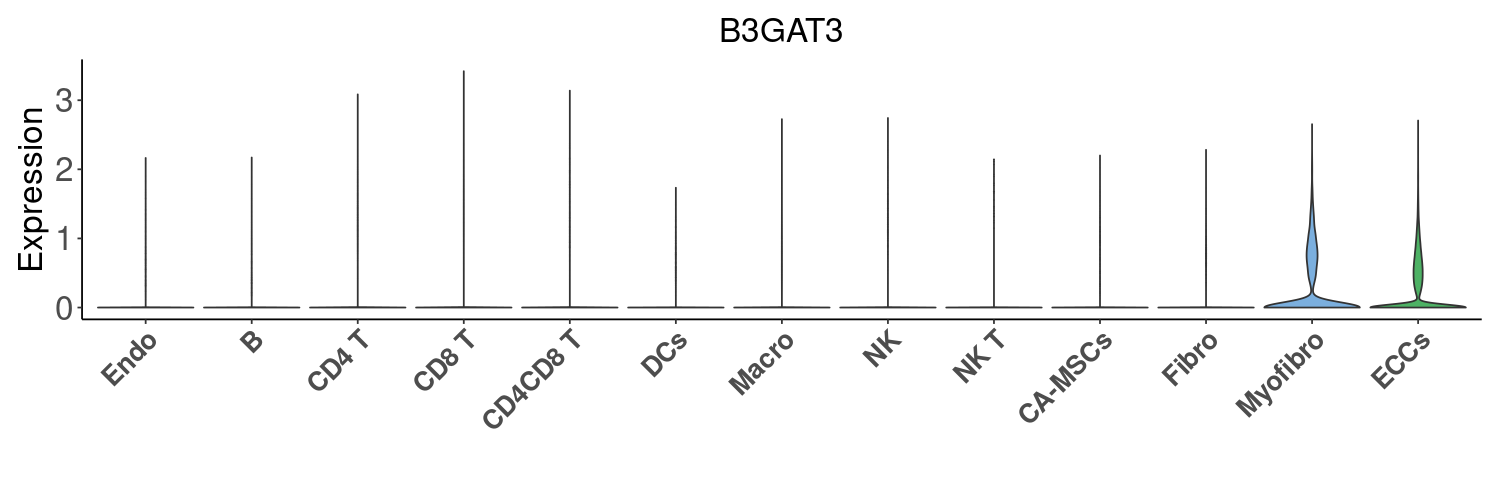 B3GAT3
Expression
3
2
1
0
Endo
B
CD4 T
CD8 T
CD4CD8 T
DCs
Macro
NK
NK T
CA-MSCs
Fibro
Myofibro
ECCs